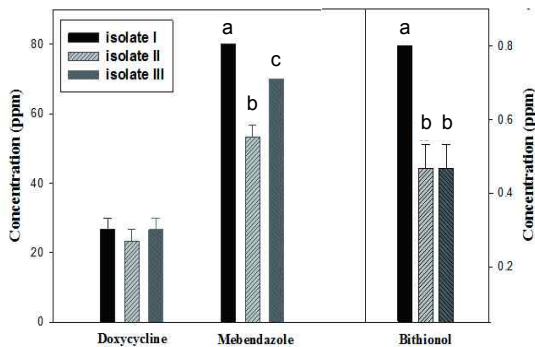 isolate I
isolate II
isolate III
a
b
c
a
b b
Concentration (ppm)
80
60
40
20
0
Concentration (ppm)
0.8
0.6
0.4
0.2
Doxycycline Mebendazole Bithionol